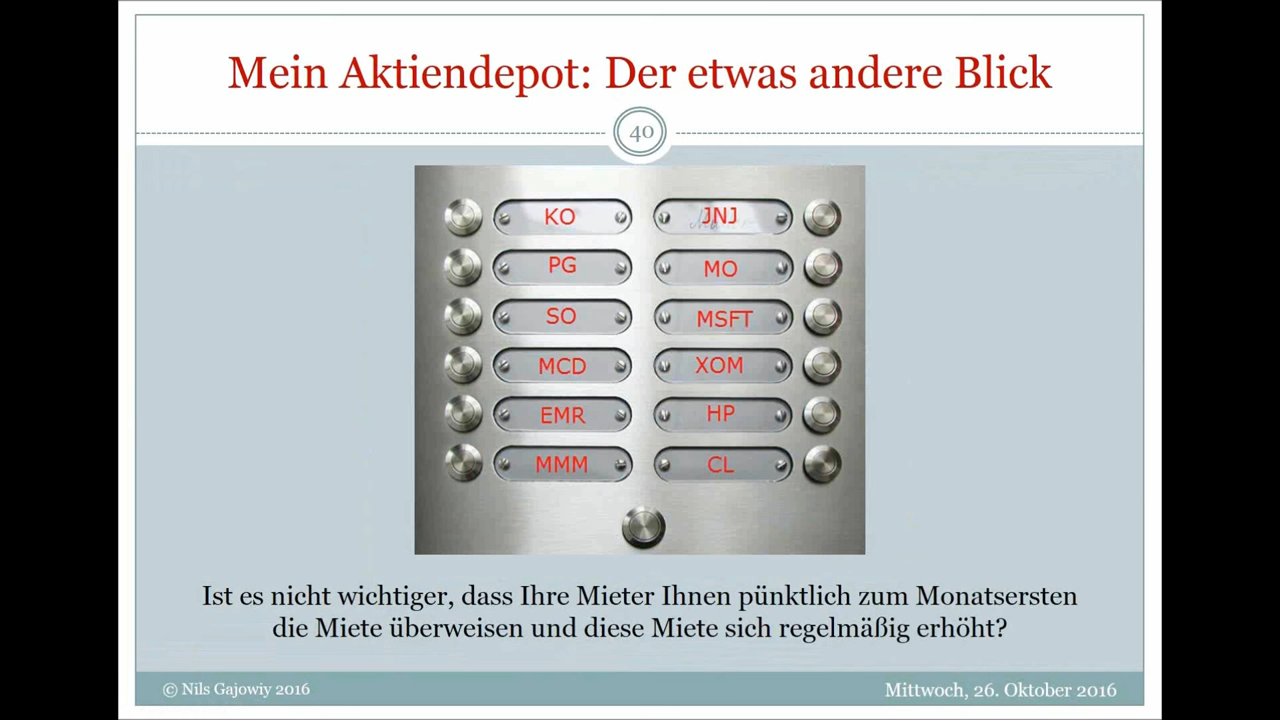 Mein Aktiendepot: Der etwas andere Blick
40
KO JNJ
PG MO
SO MSFT
MCD XOM
EMR HP
MMM CL
Ist es nicht wichtiger, dass Ihre Mieter Ihnen pünktlich zum Monatsersten
die Miete überweisen und diese Miete sich regelmäßig erhöht?
© Nils Gajowiy 2016 Mittwoch, 26. Oktober 2016